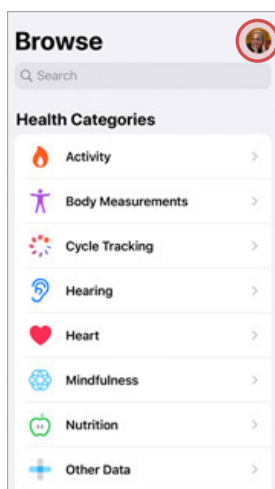 Browse
Search
Health Categories
Activity
Body Measurements
Cycle Tracking
Hearing
Heart
Mindfulness
Nutrition
Other Data